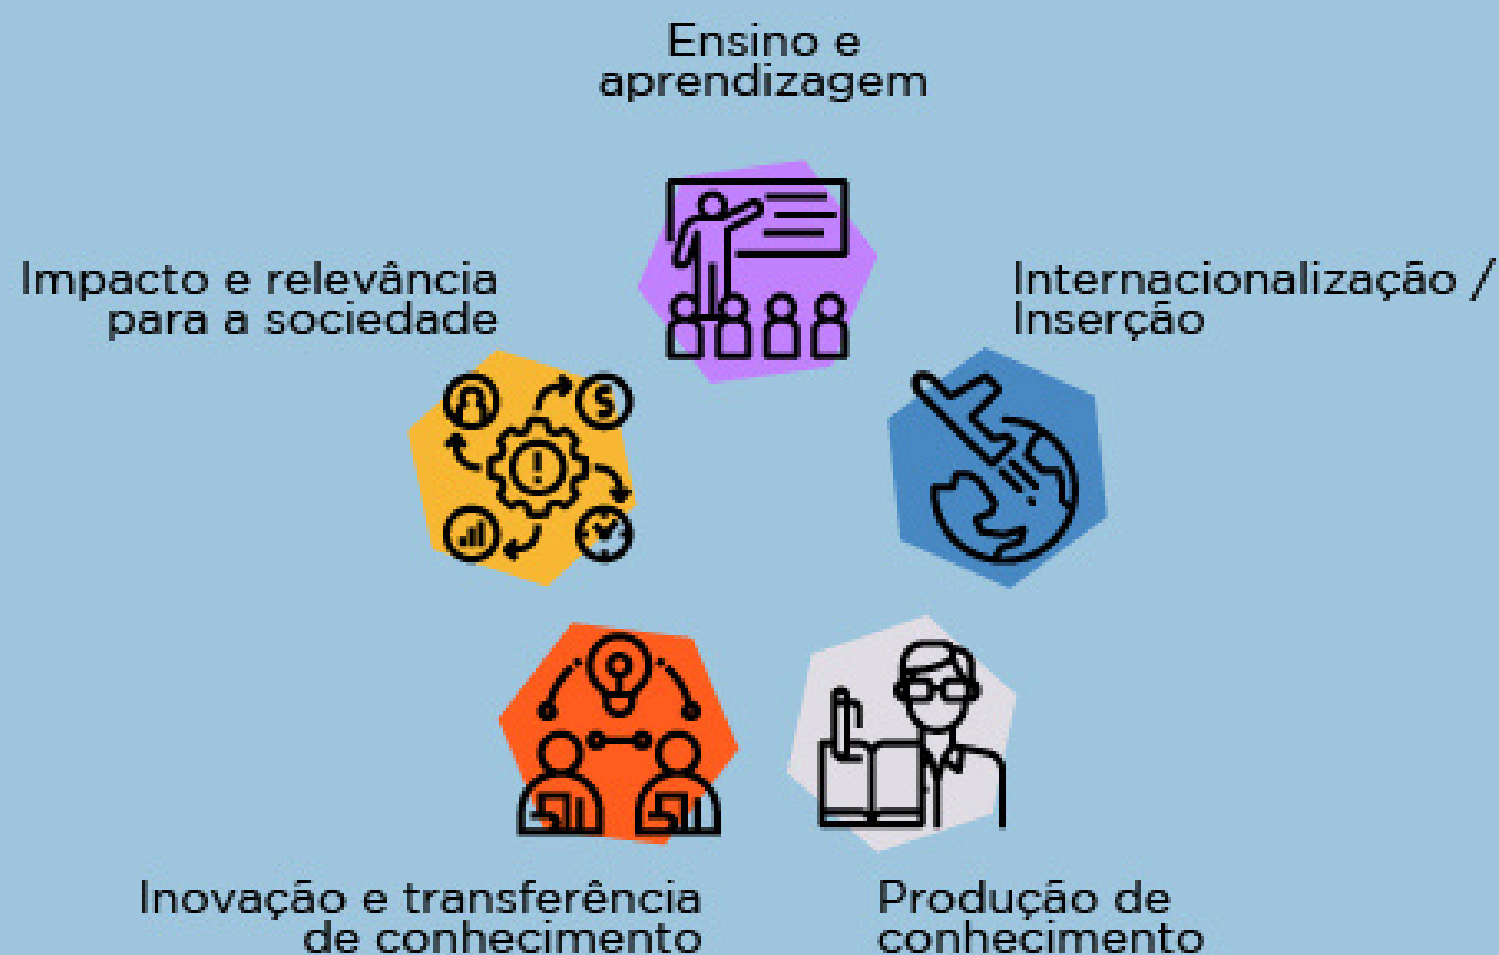 Ensino e
aprendizagem
Impacto e relevância
para a sociedade
Internacionalização /
Inserção
Inovação e transferência
de conhecimento
Produção de
conhecimento